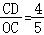 CD/OC = 4/5